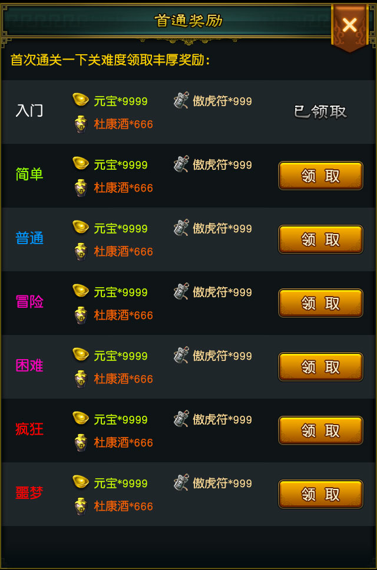 首通奖励
首次通关一下关难度领取丰厚奖励：
入门 元宝*9999 傲虎符*999 已领取
杜康酒*666
简单 元宝*9999 傲虎符*999 领取
杜康酒*666
普通 元宝*9999 傲虎符*999 领取
杜康酒*666
冒险 元宝*9999 傲虎符*999 领取
杜康酒*666
困难 元宝*9999 傲虎符*999 领取
杜康酒*666
疯狂 元宝*9999 傲虎符*999 领取
杜康酒*666
噩梦 元宝*9999 傲虎符*999 领取
杜康酒*666